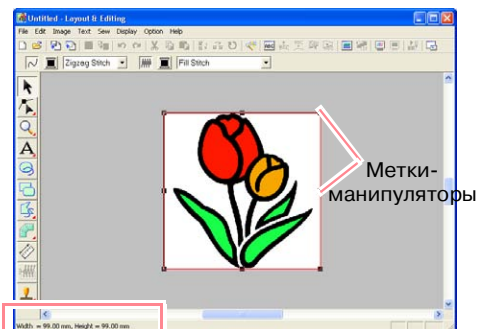 Untitled - Layout & Editing
File Edit Image Text Sew Display Option Help
Zigzag Stitch Fill Stitch
A
Метки-
манипуляторы
Width = 99.00 mm, Height = 99.00 mm